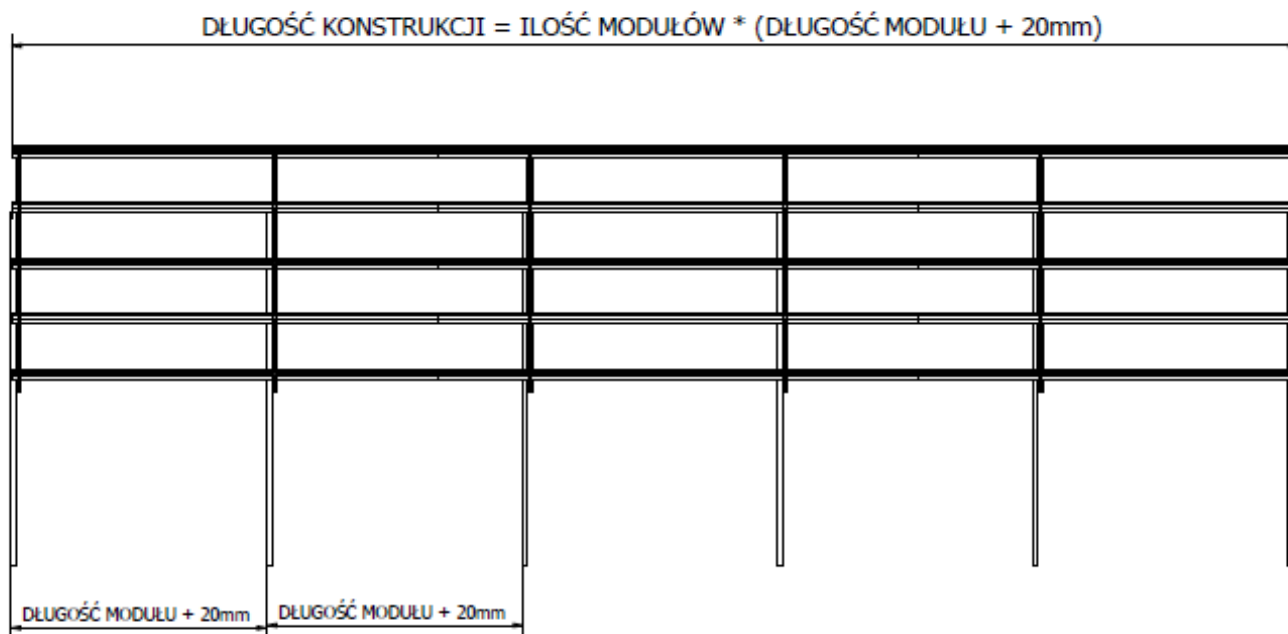 DŁUGOŚĆ KONSTRUKCJI = ILOŚĆ MODUŁÓW * (DŁUGOŚĆ MODUŁU + 20mm)
DŁUGOŚĆ MODUŁU + 20mm
DŁUGOŚĆ MODUŁU + 20mm